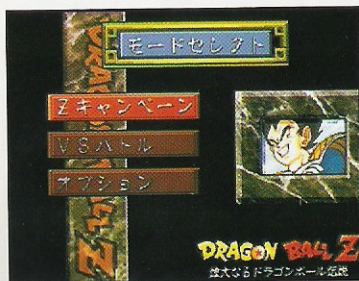 モードセレクト
DRAGON BALL Z
Zキャンペーン
VSバトル
オプション
DRAGON BALL Z
偉大なるドラゴンボール伝説